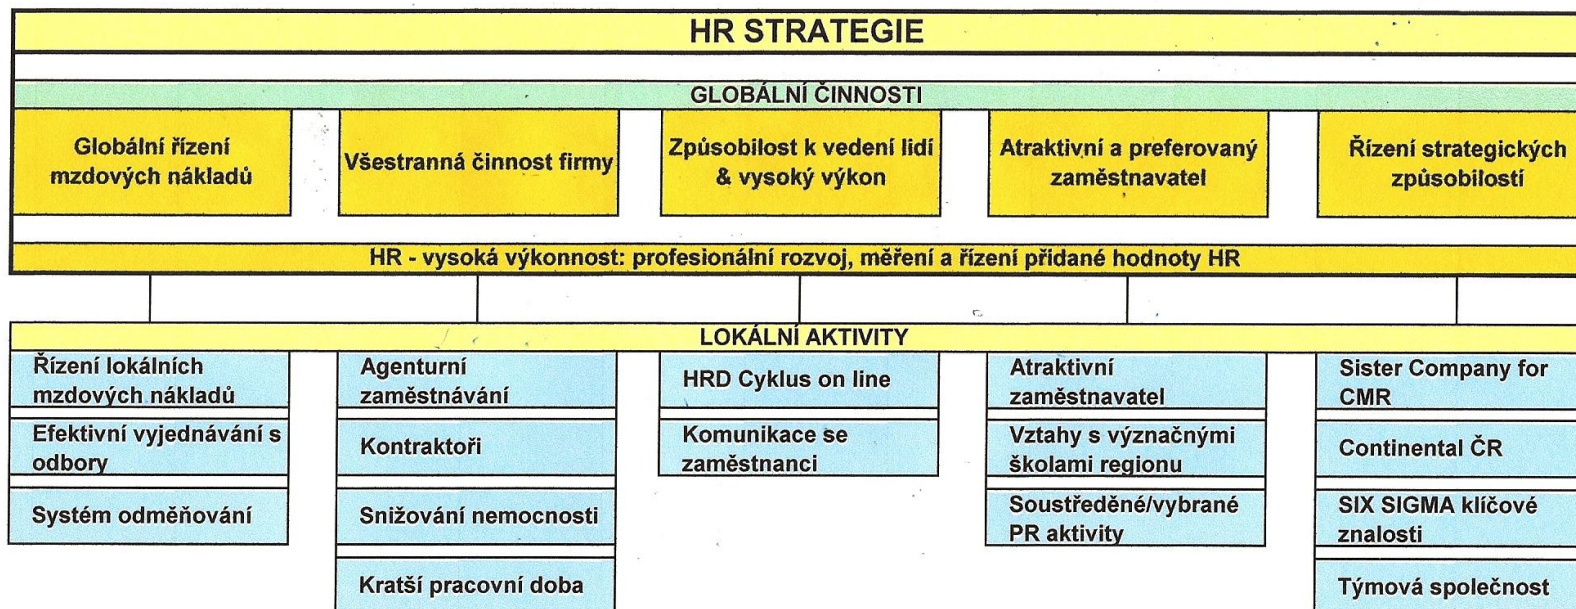 HR STRATEGIE
GLOBÁLNÍ ČINNOSTI
Globální řízení
mzdových nákladů
Všestranná činnost firmy
Způsobilost k vedení lidí
& vysoký výkon
Atraktivní a preferovaný
zaměstnavatel
Řízení strategických
způsobilostí
HR - vysoká výkonnost: profesionální rozvoj, měření a řízení přidané hodnoty HR
LOKÁLNÍ AKTIVITY
Řízení lokálních
mzdových nákladů
Efektivní vyjednávání s
odbory
Systém odměňování
Agenturní
zaměstnávání
Kontraktoři
Snižování nemocnosti
Kratší pracovní doba
HRD Cyklus on line
Komunikace se
zaměstnanci
Atraktivní
zaměstnavatel
Vztahy s význačnými
školami regionu
Soustředěné/vybrané
PR aktivity
Sister Company for
CMR
Continental ČR
SIX SIGMA klíčové
znalosti
Týmová společnost